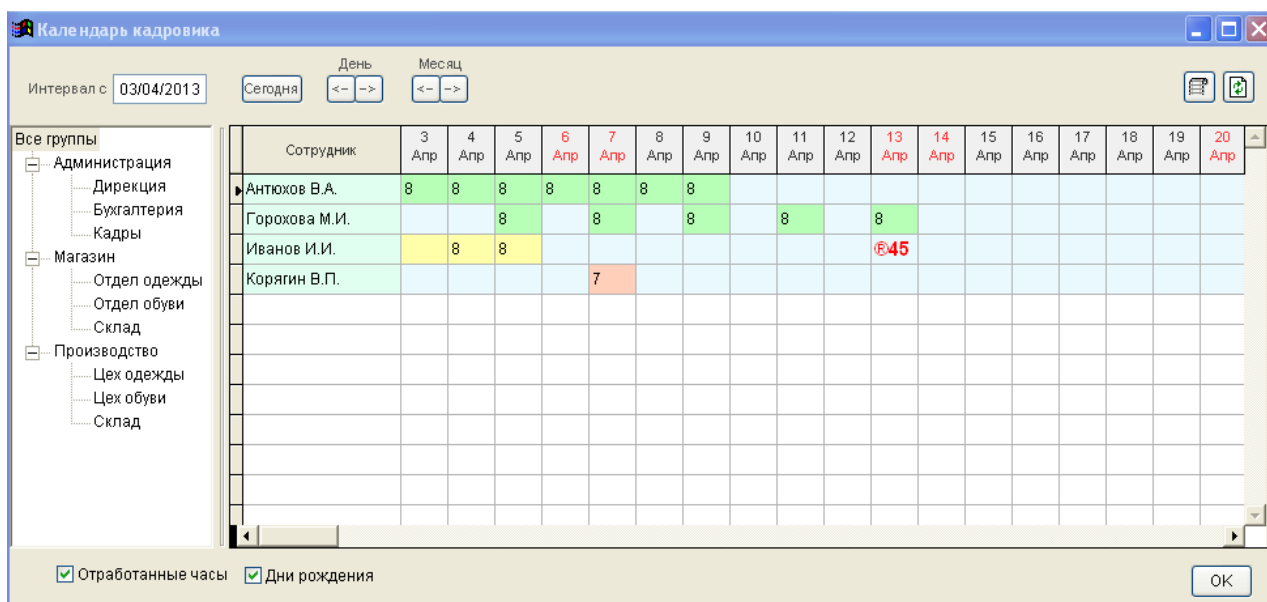 Календарь кадровика
День Месяц
Интервал с 03/04/2013 Сегодня <- -> <- ->
Все группы
Администрация
Дирекция
Бухгалтерия
Кадры
Магазин
Отдел одежды
Отдел обуви
Склад
Производство
Цех одежды
Цех обуви
Склад
Сотрудник 3 4 5 6 7 8 9 10 11 12 13 14 15 16 17 18 19 20
Апр Апр Апр Апр Апр Апр Апр Апр Апр Апр Апр Апр Апр Апр Апр Апр Апр Апр
Антюхов В.А. 8 8 8 8 8 8 8
Горохова М.И. 8 8 8 8 8
Иванов И.И. 8 8 ®45
Корягин В.П. 7
Отработанные часы Дни рождения
OK